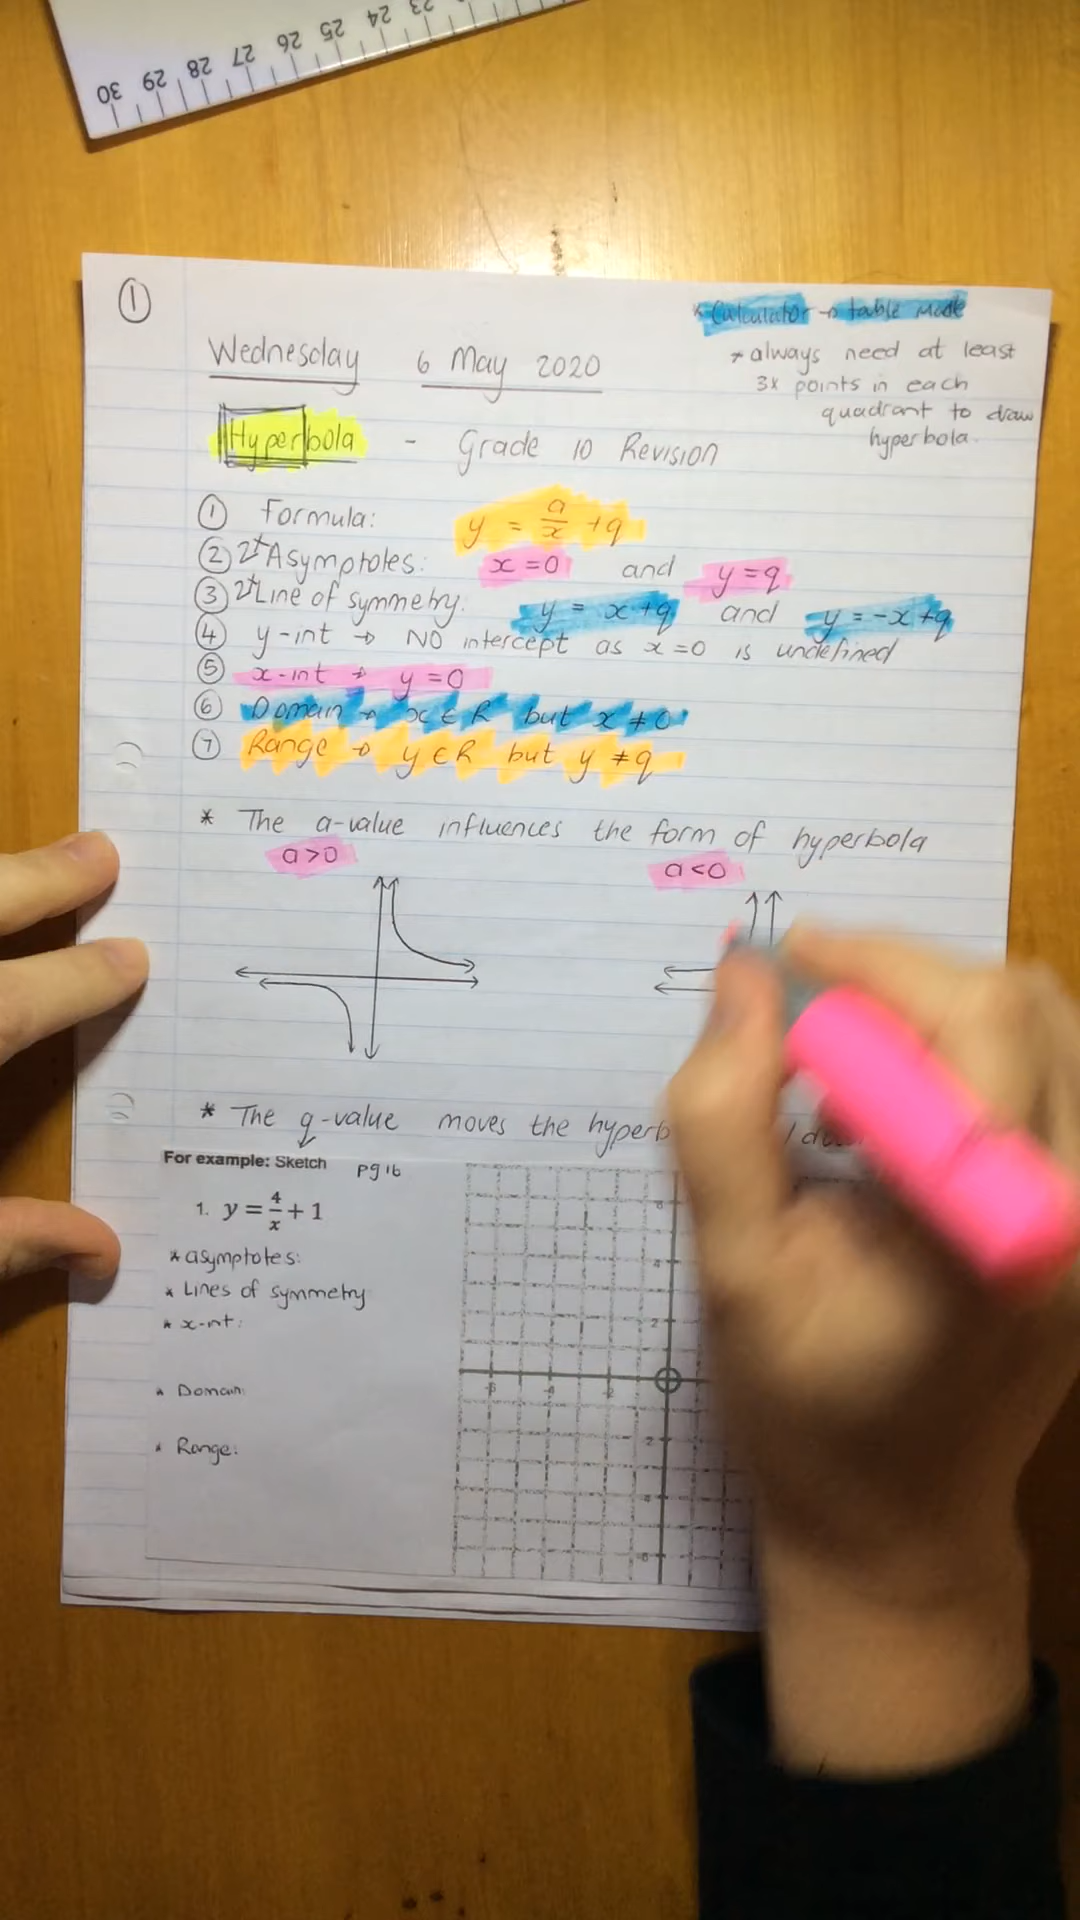 30 29 28 27 26 25 24 23
①
* Calculator → table mode
* always need at least
3x points in each
quadrant to draw
hyperbola.
Wednesday 6 May 2020
Hyperbola - Grade 10 Revision
① Formula: y = a/x + q
② 2* Asymptotes: x = 0 and y = q
③ 2* Line of symmetry: y = x + q and y = -x + q
④ y-int → NO intercept as x = 0 is undefined
⑤ x-int → y = 0
⑥ Domain → x ∈ R but x ≠ 0
⑦ Range → y ∈ R but y ≠ q
* The a-value influences the form of hyperbola
a > 0 a < 0
* The q-value moves the hyperb
For example: Sketch pg 16
1. y = 4/x + 1
* asymptotes:
* Lines of symmetry
* x-int:
* Domain:
* Range: